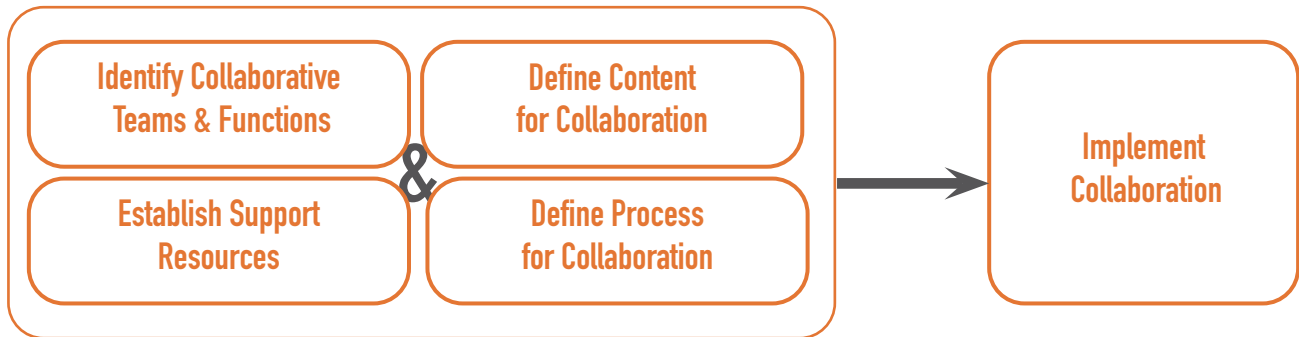 Identify Collaborative
Teams & Functions
Define Content
for Collaboration
&
Establish Support
Resources
Define Process
for Collaboration
Implement
Collaboration